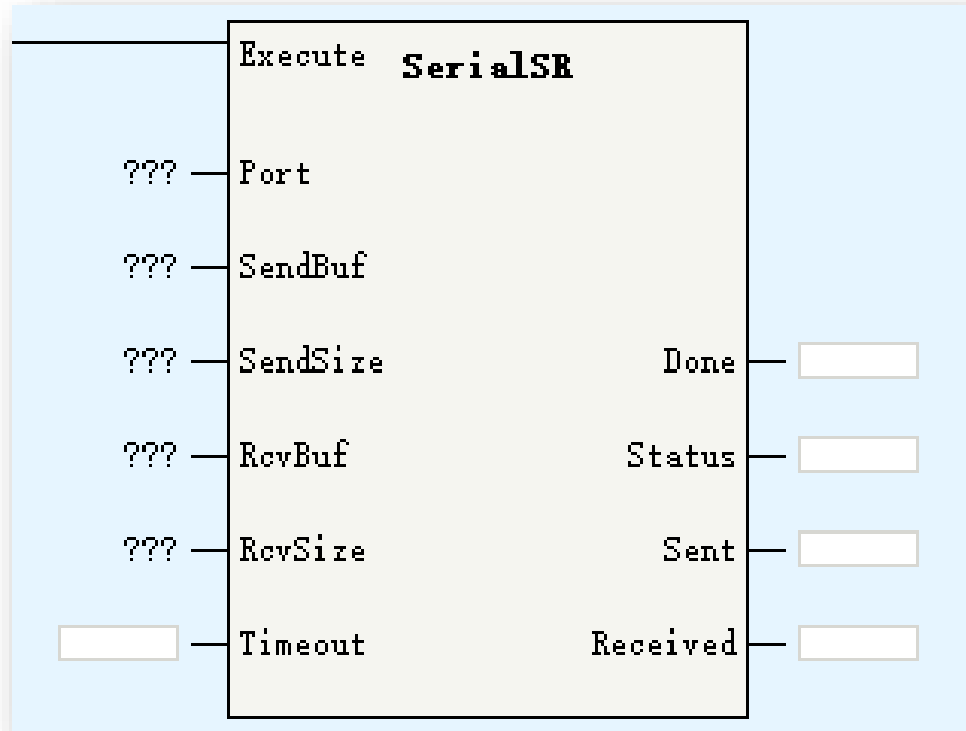 Execute
SerialSR
??? Port
??? SendBuf
??? SendSize Done
??? RcvBuf Status
??? RcvSize Sent
Timeout Received